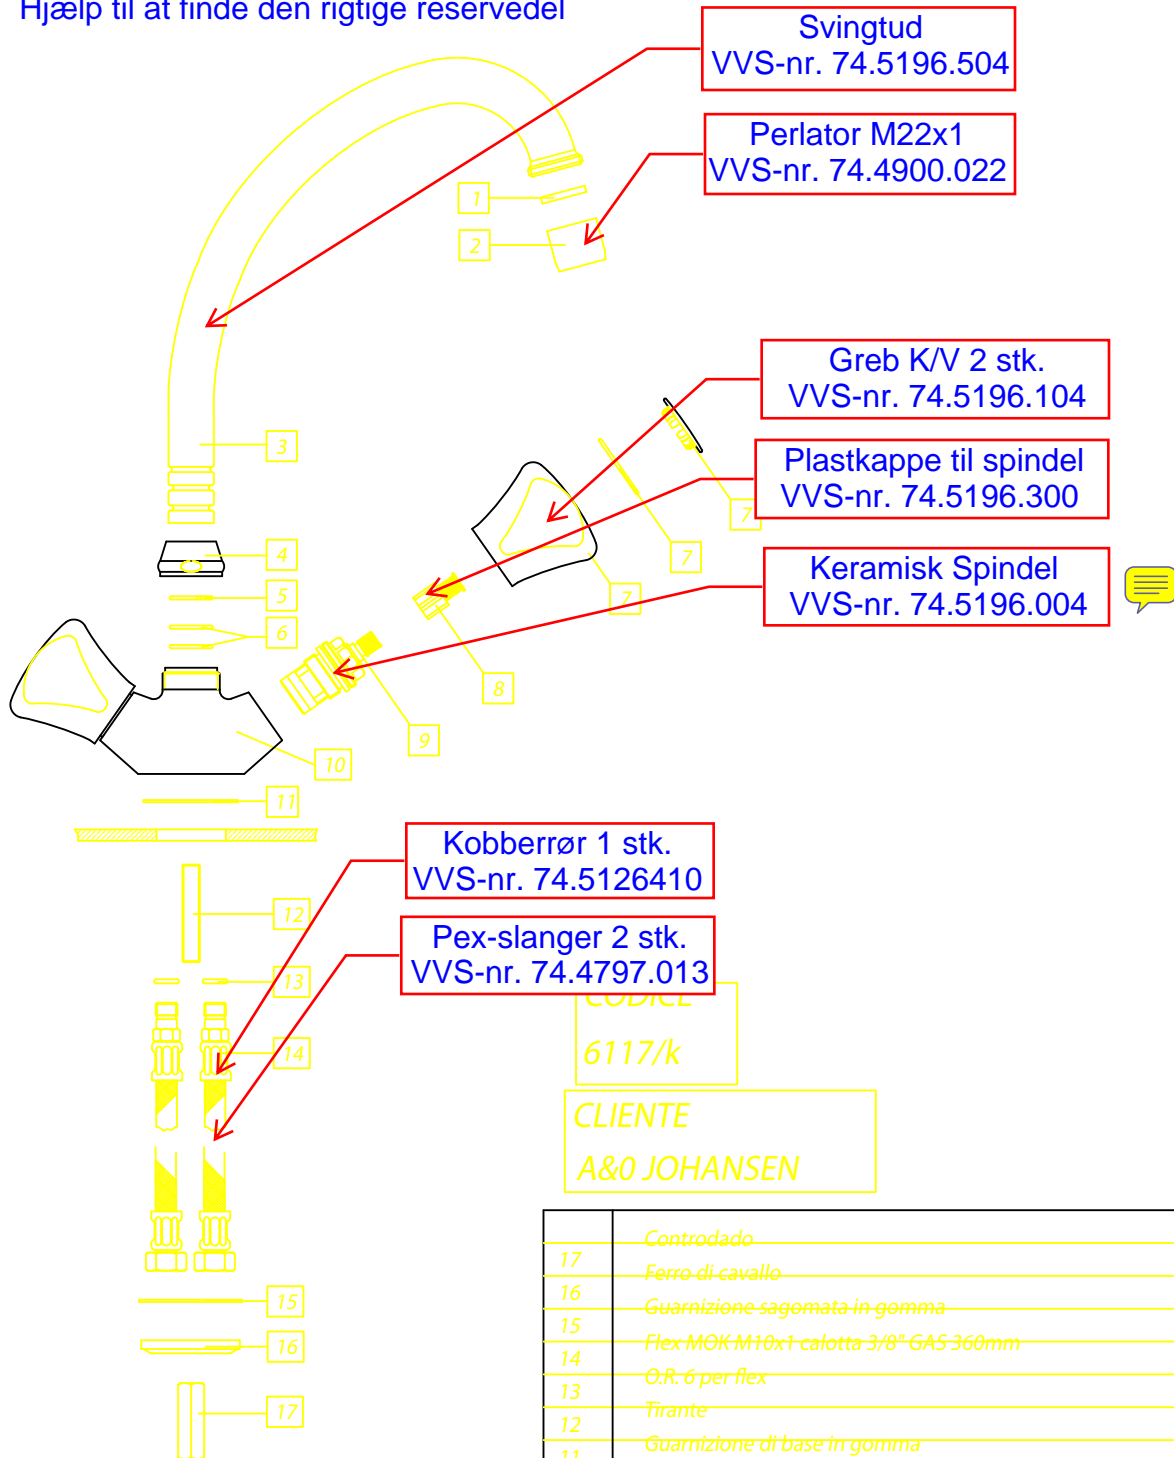 Hjælp til at finde den rigtige reservedel
Svingtud
VVS-nr. 74.5196.504
Perlator M22x1
VVS-nr. 74.4900.022
1
2
Greb K/V 2 stk.
VVS-nr. 74.5196.104
3
Plastkappe til spindel
VVS-nr. 74.5196.300
7
4
7
Keramisk Spindel
VVS-nr. 74.5196.004
5
7
6
8
9
10
11
Kobberrør 1 stk.
VVS-nr. 74.5126410
12
Pex-slanger 2 stk.
VVS-nr. 74.4797.013
13
CODICE
6117/k
14
CLIENTE
A&0 JOHANSEN
15
16
17
Controdado
17
Ferro di cavallo
16
Guarnizione sagomata in gomma
15
Flex MOK M10x1 calotta 3/8" GAS 360mm
14
O.R. 6 per flex
13
Tirante
12
Guarnizione di base in gomma
11